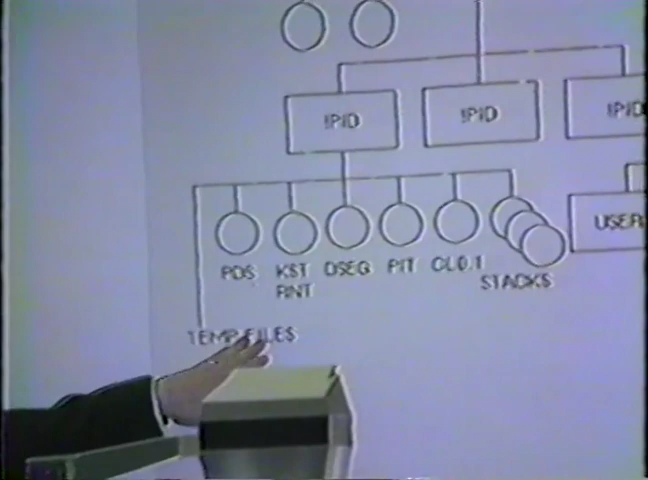 !PID
!PID
!PID
USER
PDS
KST
RNT
DSEG
PIT
CL0.1
STACKS
TEMP FILES